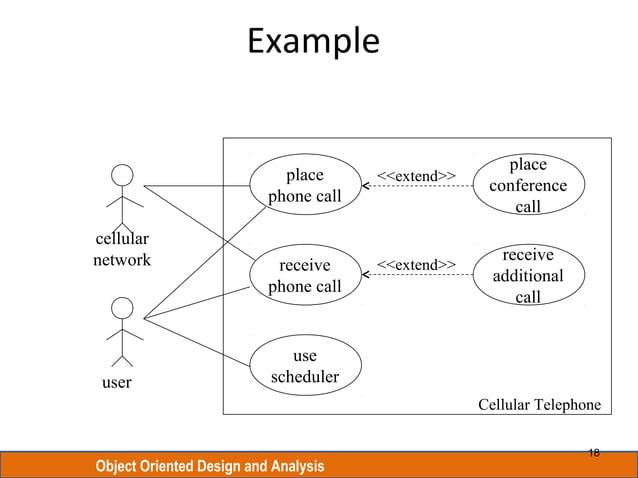 Example
place
phone call
<<extend>>
place
conference
call
cellular
network
receive
phone call
<<extend>>
receive
additional
call
user
use
scheduler
Cellular Telephone
18
Object Oriented Design and Analysis